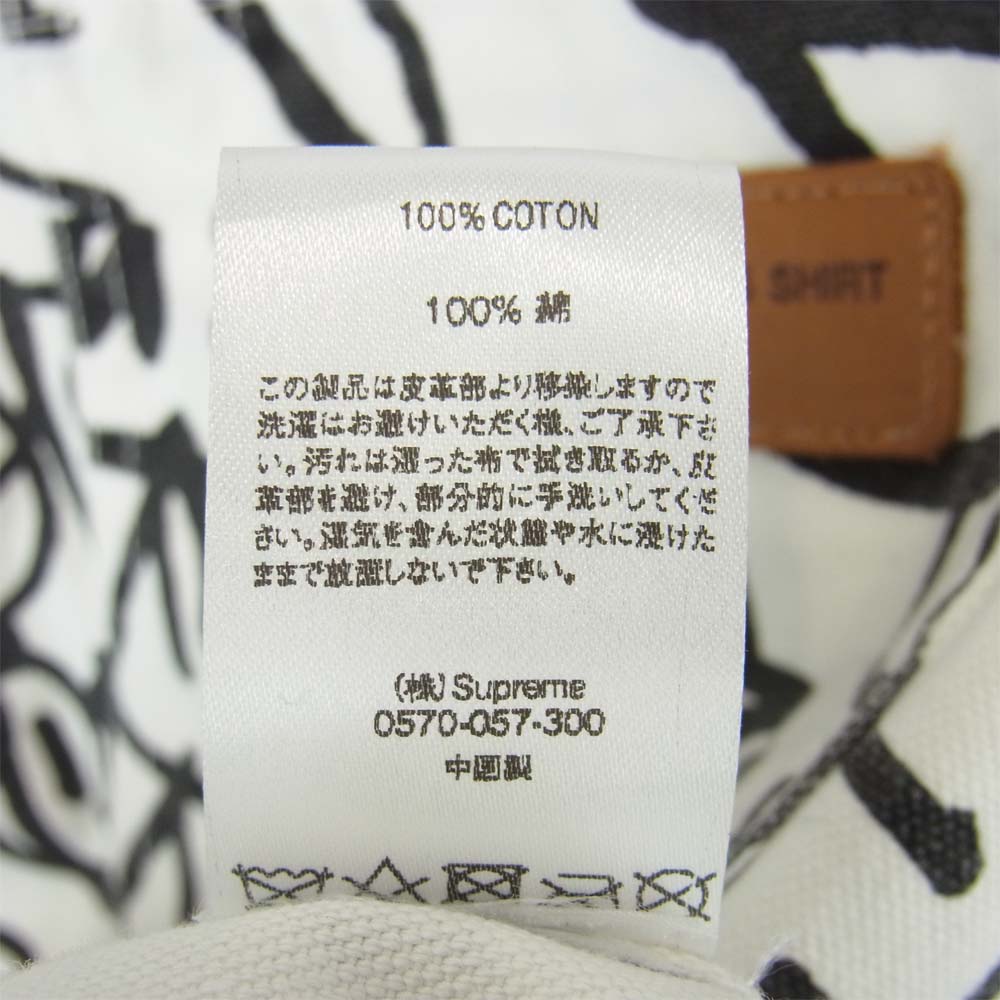 100% COTON
100% 綿
この製品は皮革部より移染しますので
洗濯はお避けいただく様、ご了承下さ
い。汚れは湿った布で拭き取るか、皮
革部を避け、部分的に手洗いしてくだ
さい。湿気を含んだ状態や水に浸けた
ままで放置しないで下さい。
(株) Supreme
0570-057-300
中国製
SHIRT